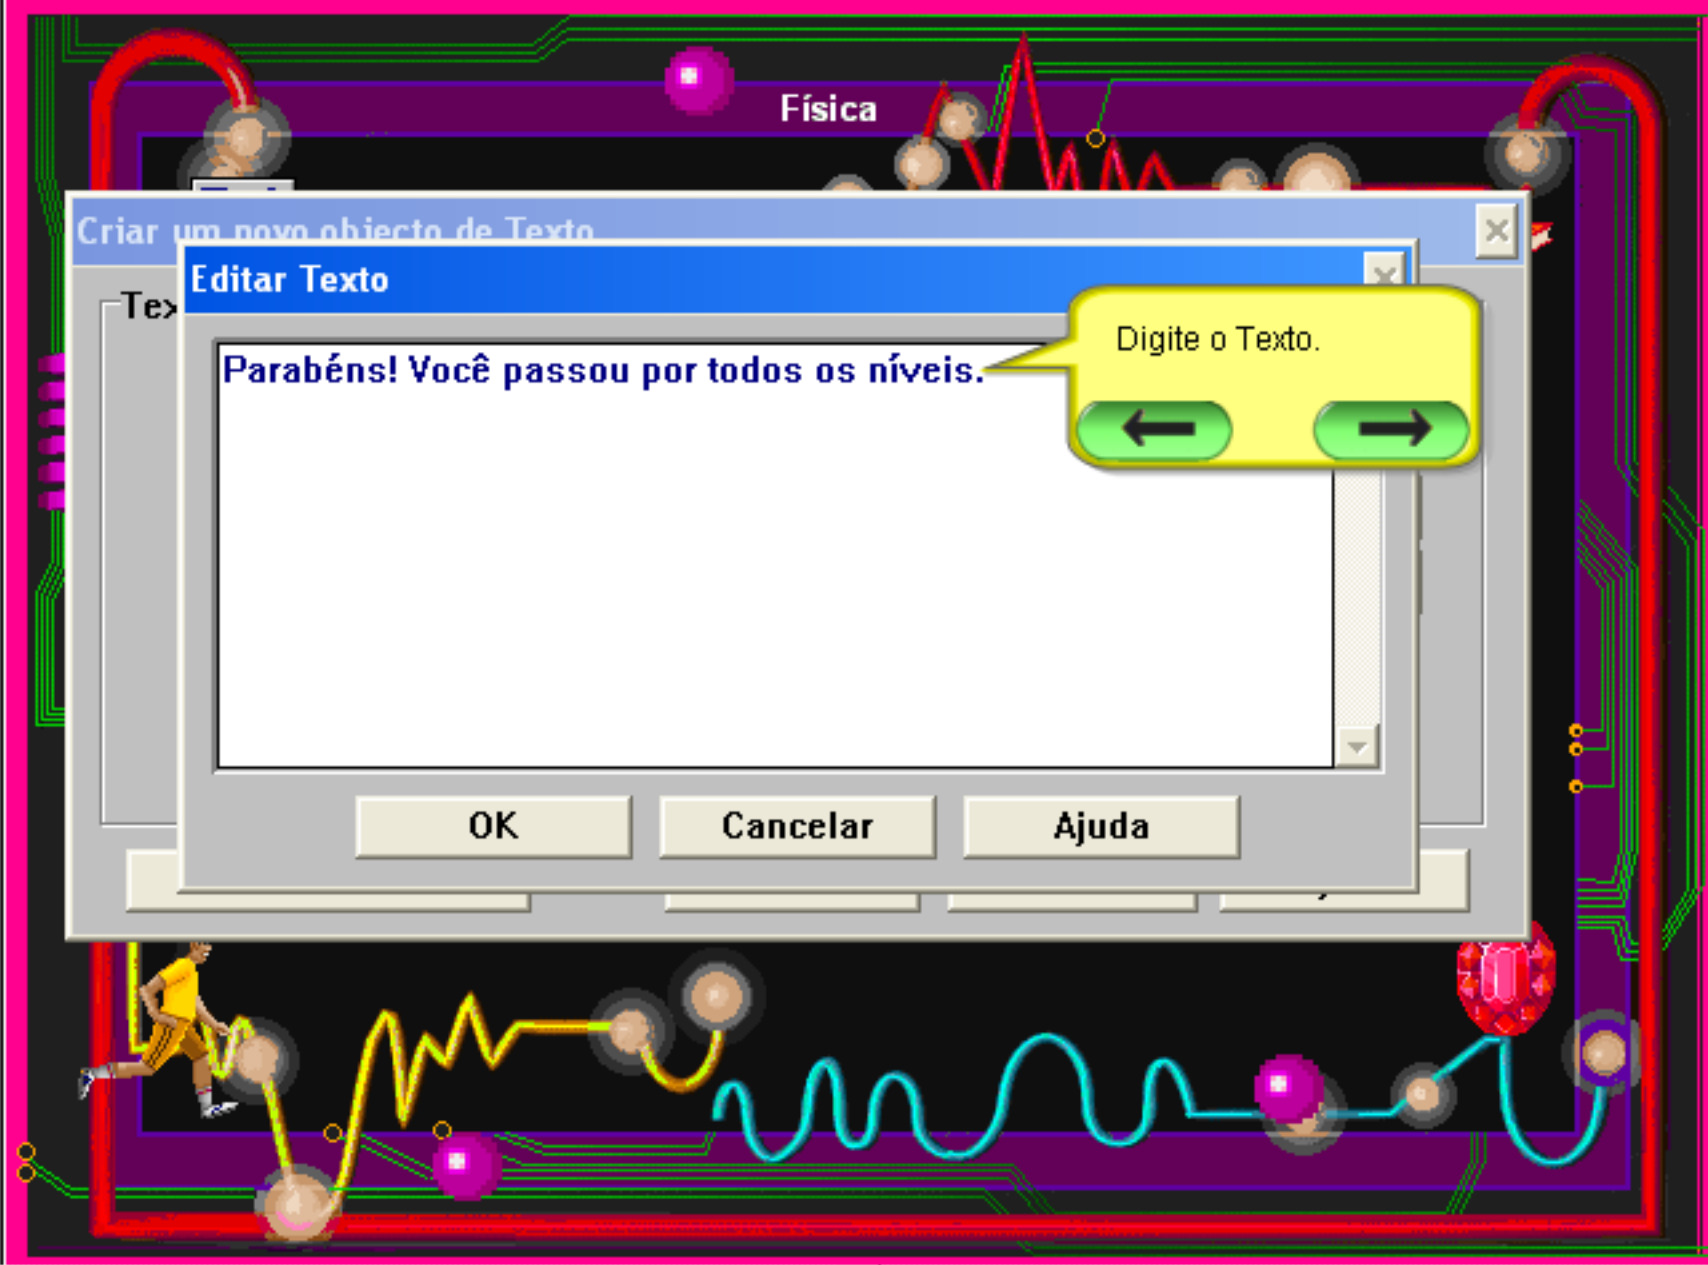 Física
Criar um novo objecto de Texto
Editar Texto
Digite o Texto.
Parabéns! Você passou por todos os níveis.
OK
Cancelar
Ajuda